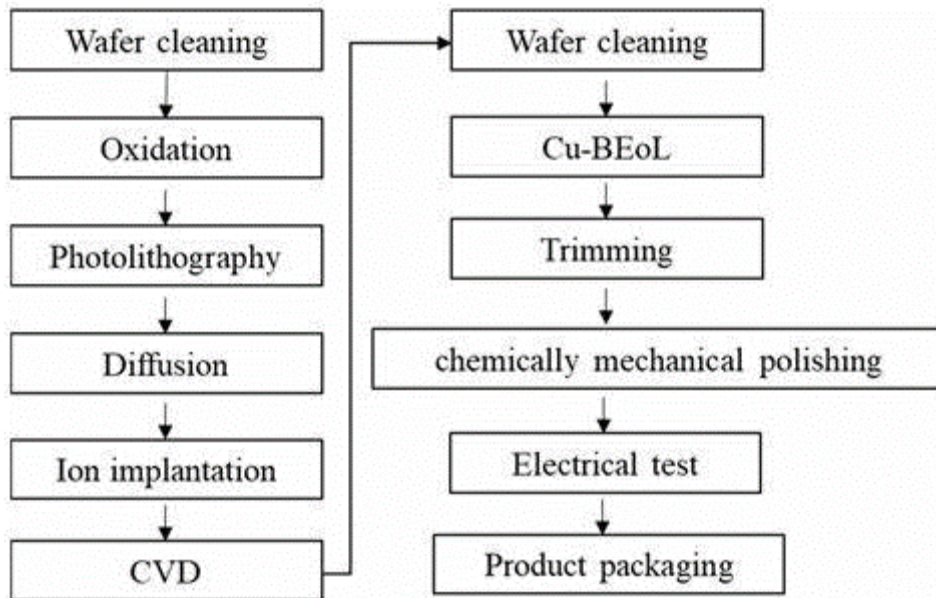 Wafer cleaning
Oxidation
Photolithography
Diffusion
Ion implantation
CVD
Wafer cleaning
Cu-BEoL
Trimming
chemically mechanical polishing
Electrical test
Product packaging